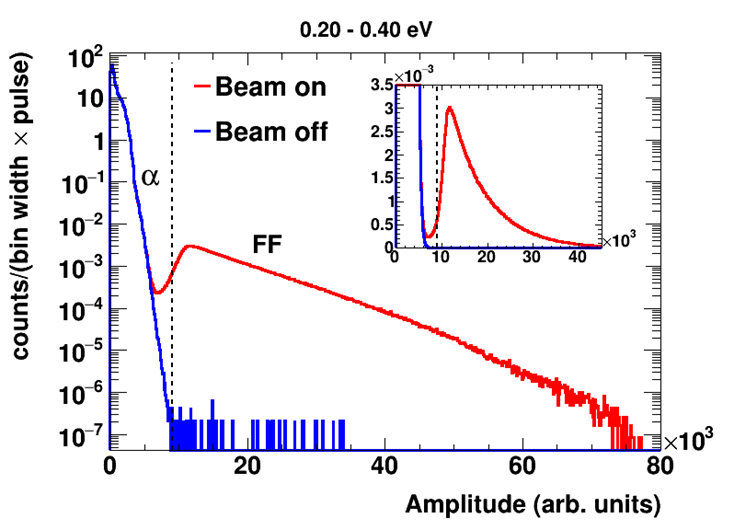 0.20 - 0.40 eV
counts/(bin width × pulse)
10²
10
1
10⁻¹
10⁻²
10⁻³
10⁻⁴
10⁻⁵
10⁻⁶
10⁻⁷
Beam on
Beam off
α
FF
×10⁻³
3.5
3
2.5
2
1.5
1
0.5
0
0 10 20 30 40 ×10³
0 20 40 60 80 ×10³
Amplitude (arb. units)